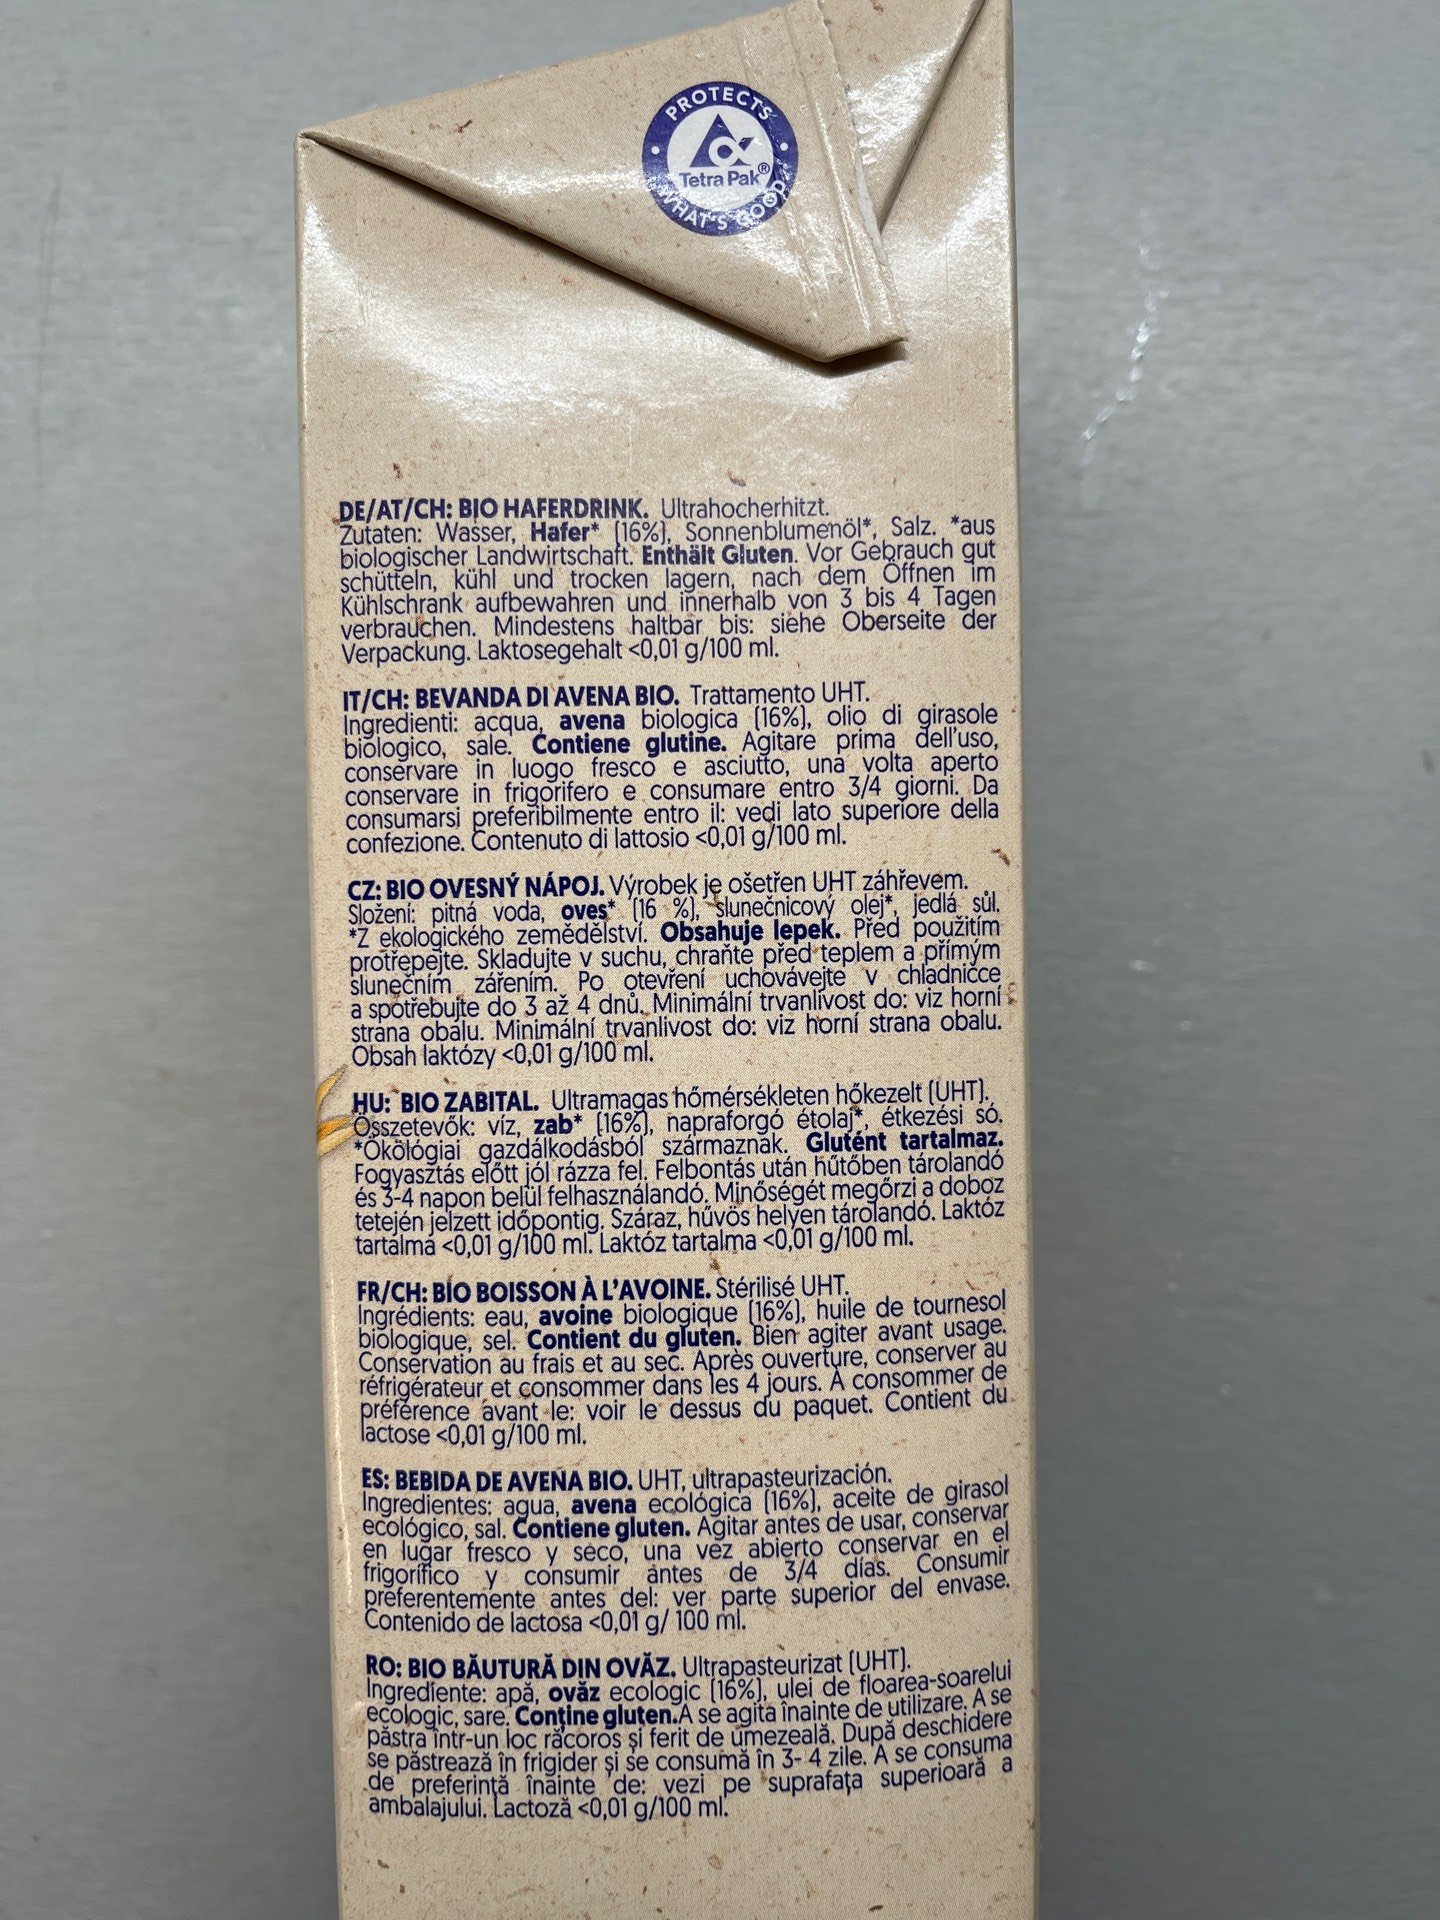 PROTECTS
Tetra Pak®
WHAT'S GOOD
DE/AT/CH: BIO HAFERDRINK. Ultrahocherhitzt.
Zutaten: Wasser, Hafer* (16%), Sonnenblumenöl*, Salz. *aus
biologischer Landwirtschaft. Enthält Gluten. Vor Gebrauch gut
schütteln, kühl und trocken lagern, nach dem Öffnen im
Kühlschrank aufbewahren und innerhalb von 3 bis 4 Tagen
verbrauchen. Mindestens haltbar bis: siehe Oberseite der
Verpackung. Laktosegehalt <0,01 g/100 ml.
IT/CH: BEVANDA DI AVENA BIO. Trattamento UHT.
Ingredienti: acqua, avena biologica (16%), olio di girasole
biologico, sale. Contiene glutine. Agitare prima dell'uso,
conservare in luogo fresco e asciutto, una volta aperto
conservare in frigorifero e consumare entro 3/4 giorni. Da
consumarsi preferibilmente entro il: vedi lato superiore della
confezione. Contenuto di lattosio <0,01 g/100 ml.
CZ: BIO OVESNÝ NÁPOJ. Výrobek je ošetřen UHT záhřevem.
Složení: pitná voda, oves* (16 %), slunečnicový olej*, jedlá sůl.
*Z ekologického zemědělství. Obsahuje lepek. Před použitím
protřepejte. Skladujte v suchu, chraňte před teplem a přímým
slunečním zářením. Po otevření uchovávejte v chladničce
a spotřebujte do 3 až 4 dnů. Minimální trvanlivost do: viz horní
strana obalu. Minimální trvanlivost do: viz horní strana obalu.
Obsah laktózy <0,01 g/100 ml.
HU: BIO ZABITAL. Ultramagas hőmérsékleten hőkezelt (UHT).
Összetevők: víz, zab* (16%), napraforgó étolaj*, étkezési só.
*Ökológiai gazdálkodásból származnak. Glutént tartalmaz.
Fogyasztás előtt jól rázza fel. Felbontás után hűtőben tárolandó
és 3-4 napon belül felhasználandó. Minőségét megőrzi a doboz
tetején jelzett időpontig. Száraz, hűvös helyen tárolandó. Laktóz
tartalma <0,01 g/100 ml. Laktóz tartalma <0,01 g/100 ml.
FR/CH: BIO BOISSON À L'AVOINE. Stérilisé UHT.
Ingrédients: eau, avoine biologique (16%), huile de tournesol
biologique, sel. Contient du gluten. Bien agiter avant usage.
Conservation au frais et au sec. Après ouverture, conserver au
réfrigérateur et consommer dans les 4 jours. À consommer de
préférence avant le: voir le dessus du paquet. Contient du
lactose <0,01 g/100 ml.
ES: BEBIDA DE AVENA BIO. UHT, ultrapasteurización.
Ingredientes: agua, avena ecológica (16%), aceite de girasol
ecológico, sal. Contiene gluten. Agitar antes de usar, conservar
en lugar fresco y seco, una vez abierto conservar en el
frigorífico y consumir antes de 3/4 días. Consumir
preferentemente antes del: ver parte superior del envase.
Contenido de lactosa <0,01 g/ 100 ml.
RO: BIO BĂUTURĂ DIN OVĂZ. Ultrapasteurizat (UHT).
Ingrediente: apă, ovăz ecologic (16%), ulei de floarea-soarelui
ecologic, sare. Conține gluten.A se agita înainte de utilizare. A se
păstra într-un loc răcoros și ferit de umezeală. După deschidere
se păstrează în frigider și se consumă în 3- 4 zile. A se consuma
de preferință înainte de: vezi pe suprafața superioară a
ambalajului. Lactoză <0,01 g/100 ml.